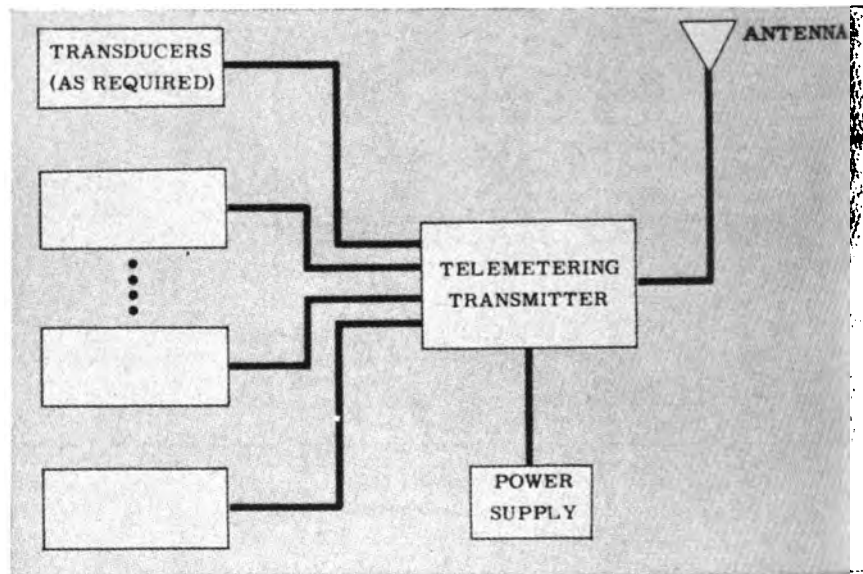 TRANSDUCERS
(AS REQUIRED)
ANTENNA
TELEMETERING
TRANSMITTER
POWER
SUPPLY